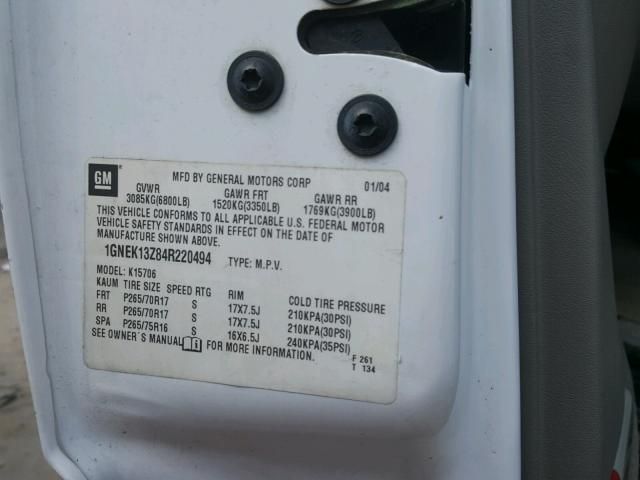 GM MFD BY GENERAL MOTORS CORP 01/04
GVWR GAWR FRT GAWR RR
3085KG(6800LB) 1520KG(3350LB) 1769KG(3900LB)
THIS VEHICLE CONFORMS TO ALL APPLICABLE U.S. FEDERAL MOTOR
VEHICLE SAFETY STANDARDS IN EFFECT ON THE DATE OF
MANUFACTURE SHOWN ABOVE.
1GNEK13Z84R220494 TYPE: M.P.V.
MODEL: K15706
KAUM TIRE SIZE SPEED RTG RIM COLD TIRE PRESSURE
FRT P265/70R17 S 17X7.5J 210KPA(30PSI)
RR P265/70R17 S 17X7.5J 210KPA(30PSI)
SPA P265/75R16 S 16X6.5J 240KPA(35PSI)
SEE OWNER'S MANUAL FOR MORE INFORMATION.
F 261
T 134